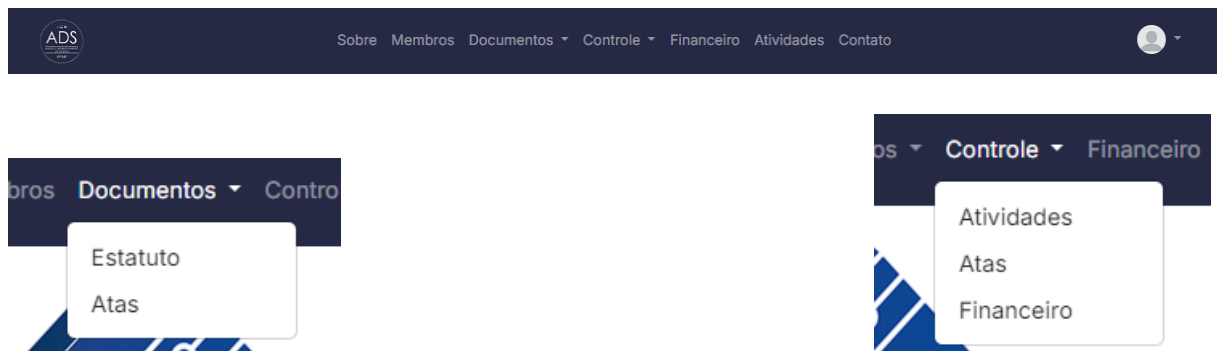 ADS
Sobre Membros Documentos Controle Financeiro Atividades Contato
os Controle Financeiro
Atividades
Atas
Financeiro
bros Documentos Contro
Estatuto
Atas